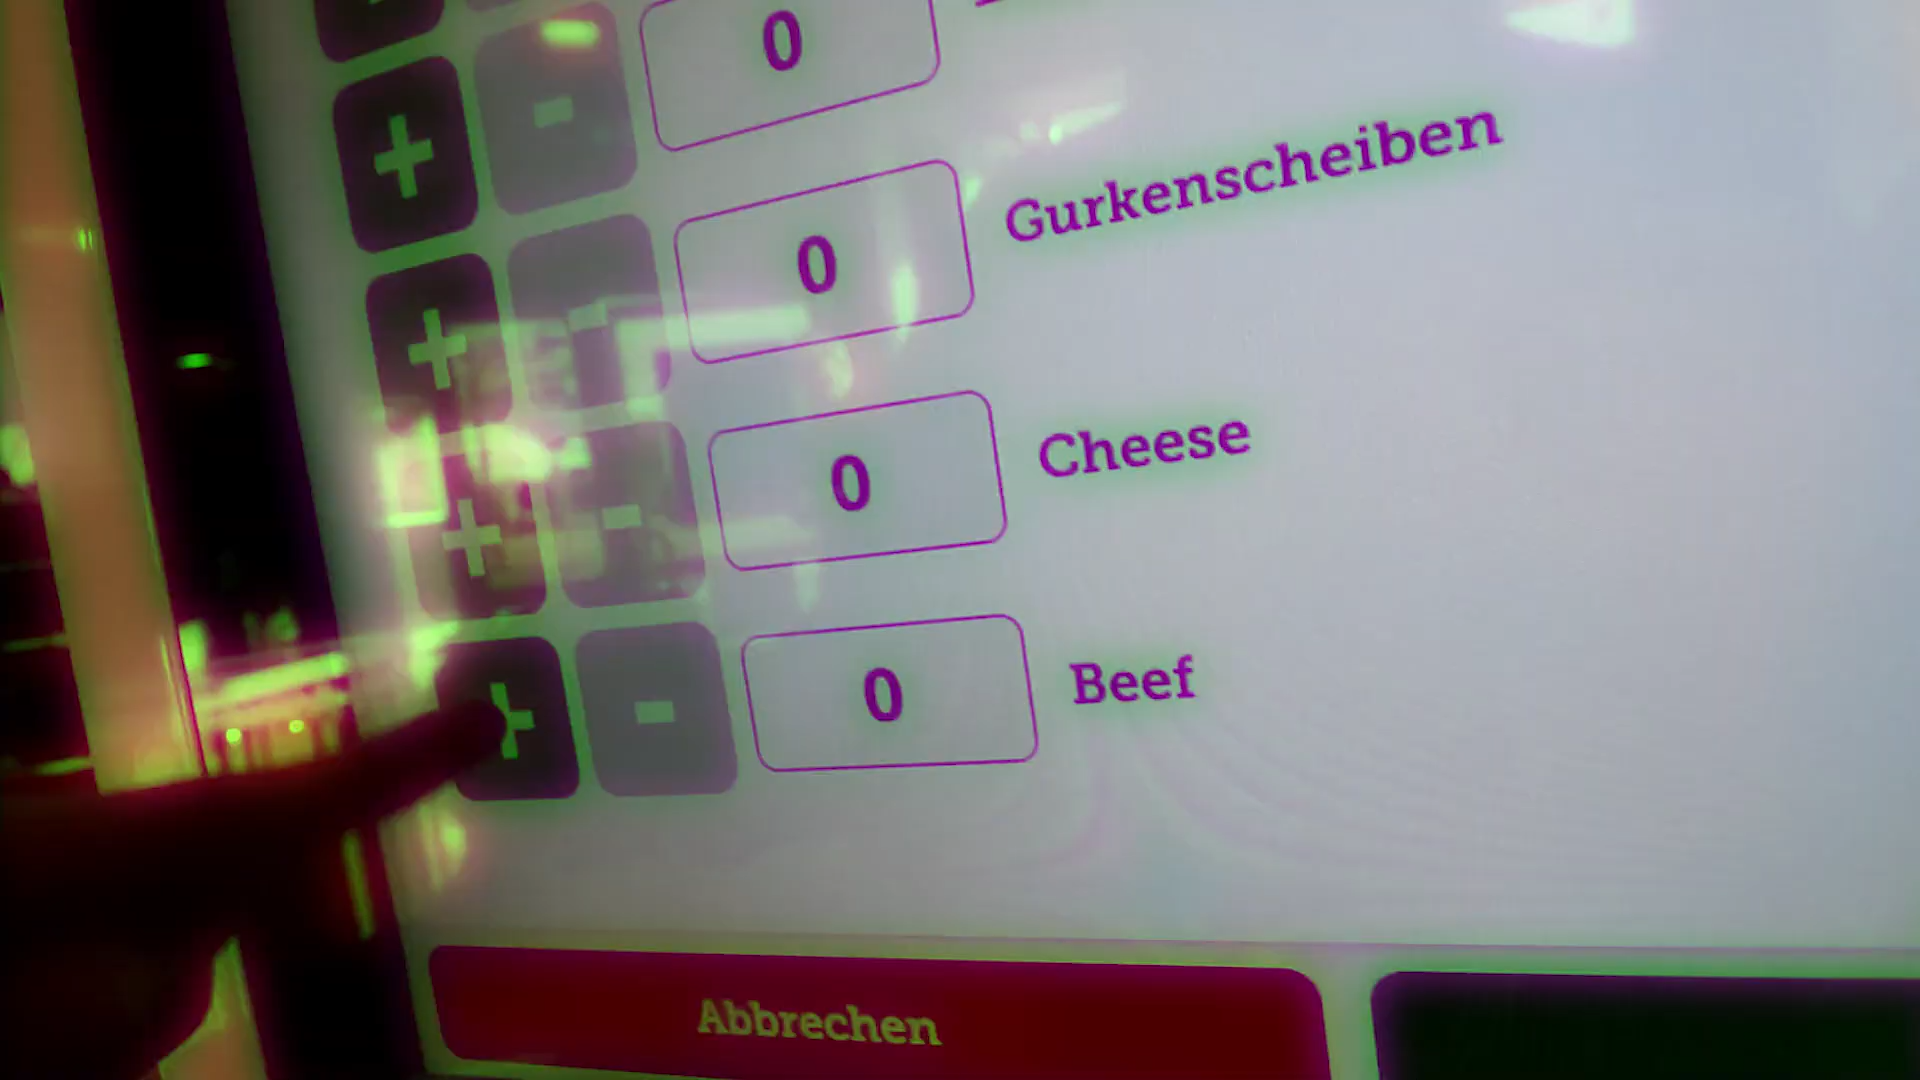 + - 0
+ - 0 Gurkenscheiben
+ - 0 Cheese
+ - 0 Beef
Abbrechen